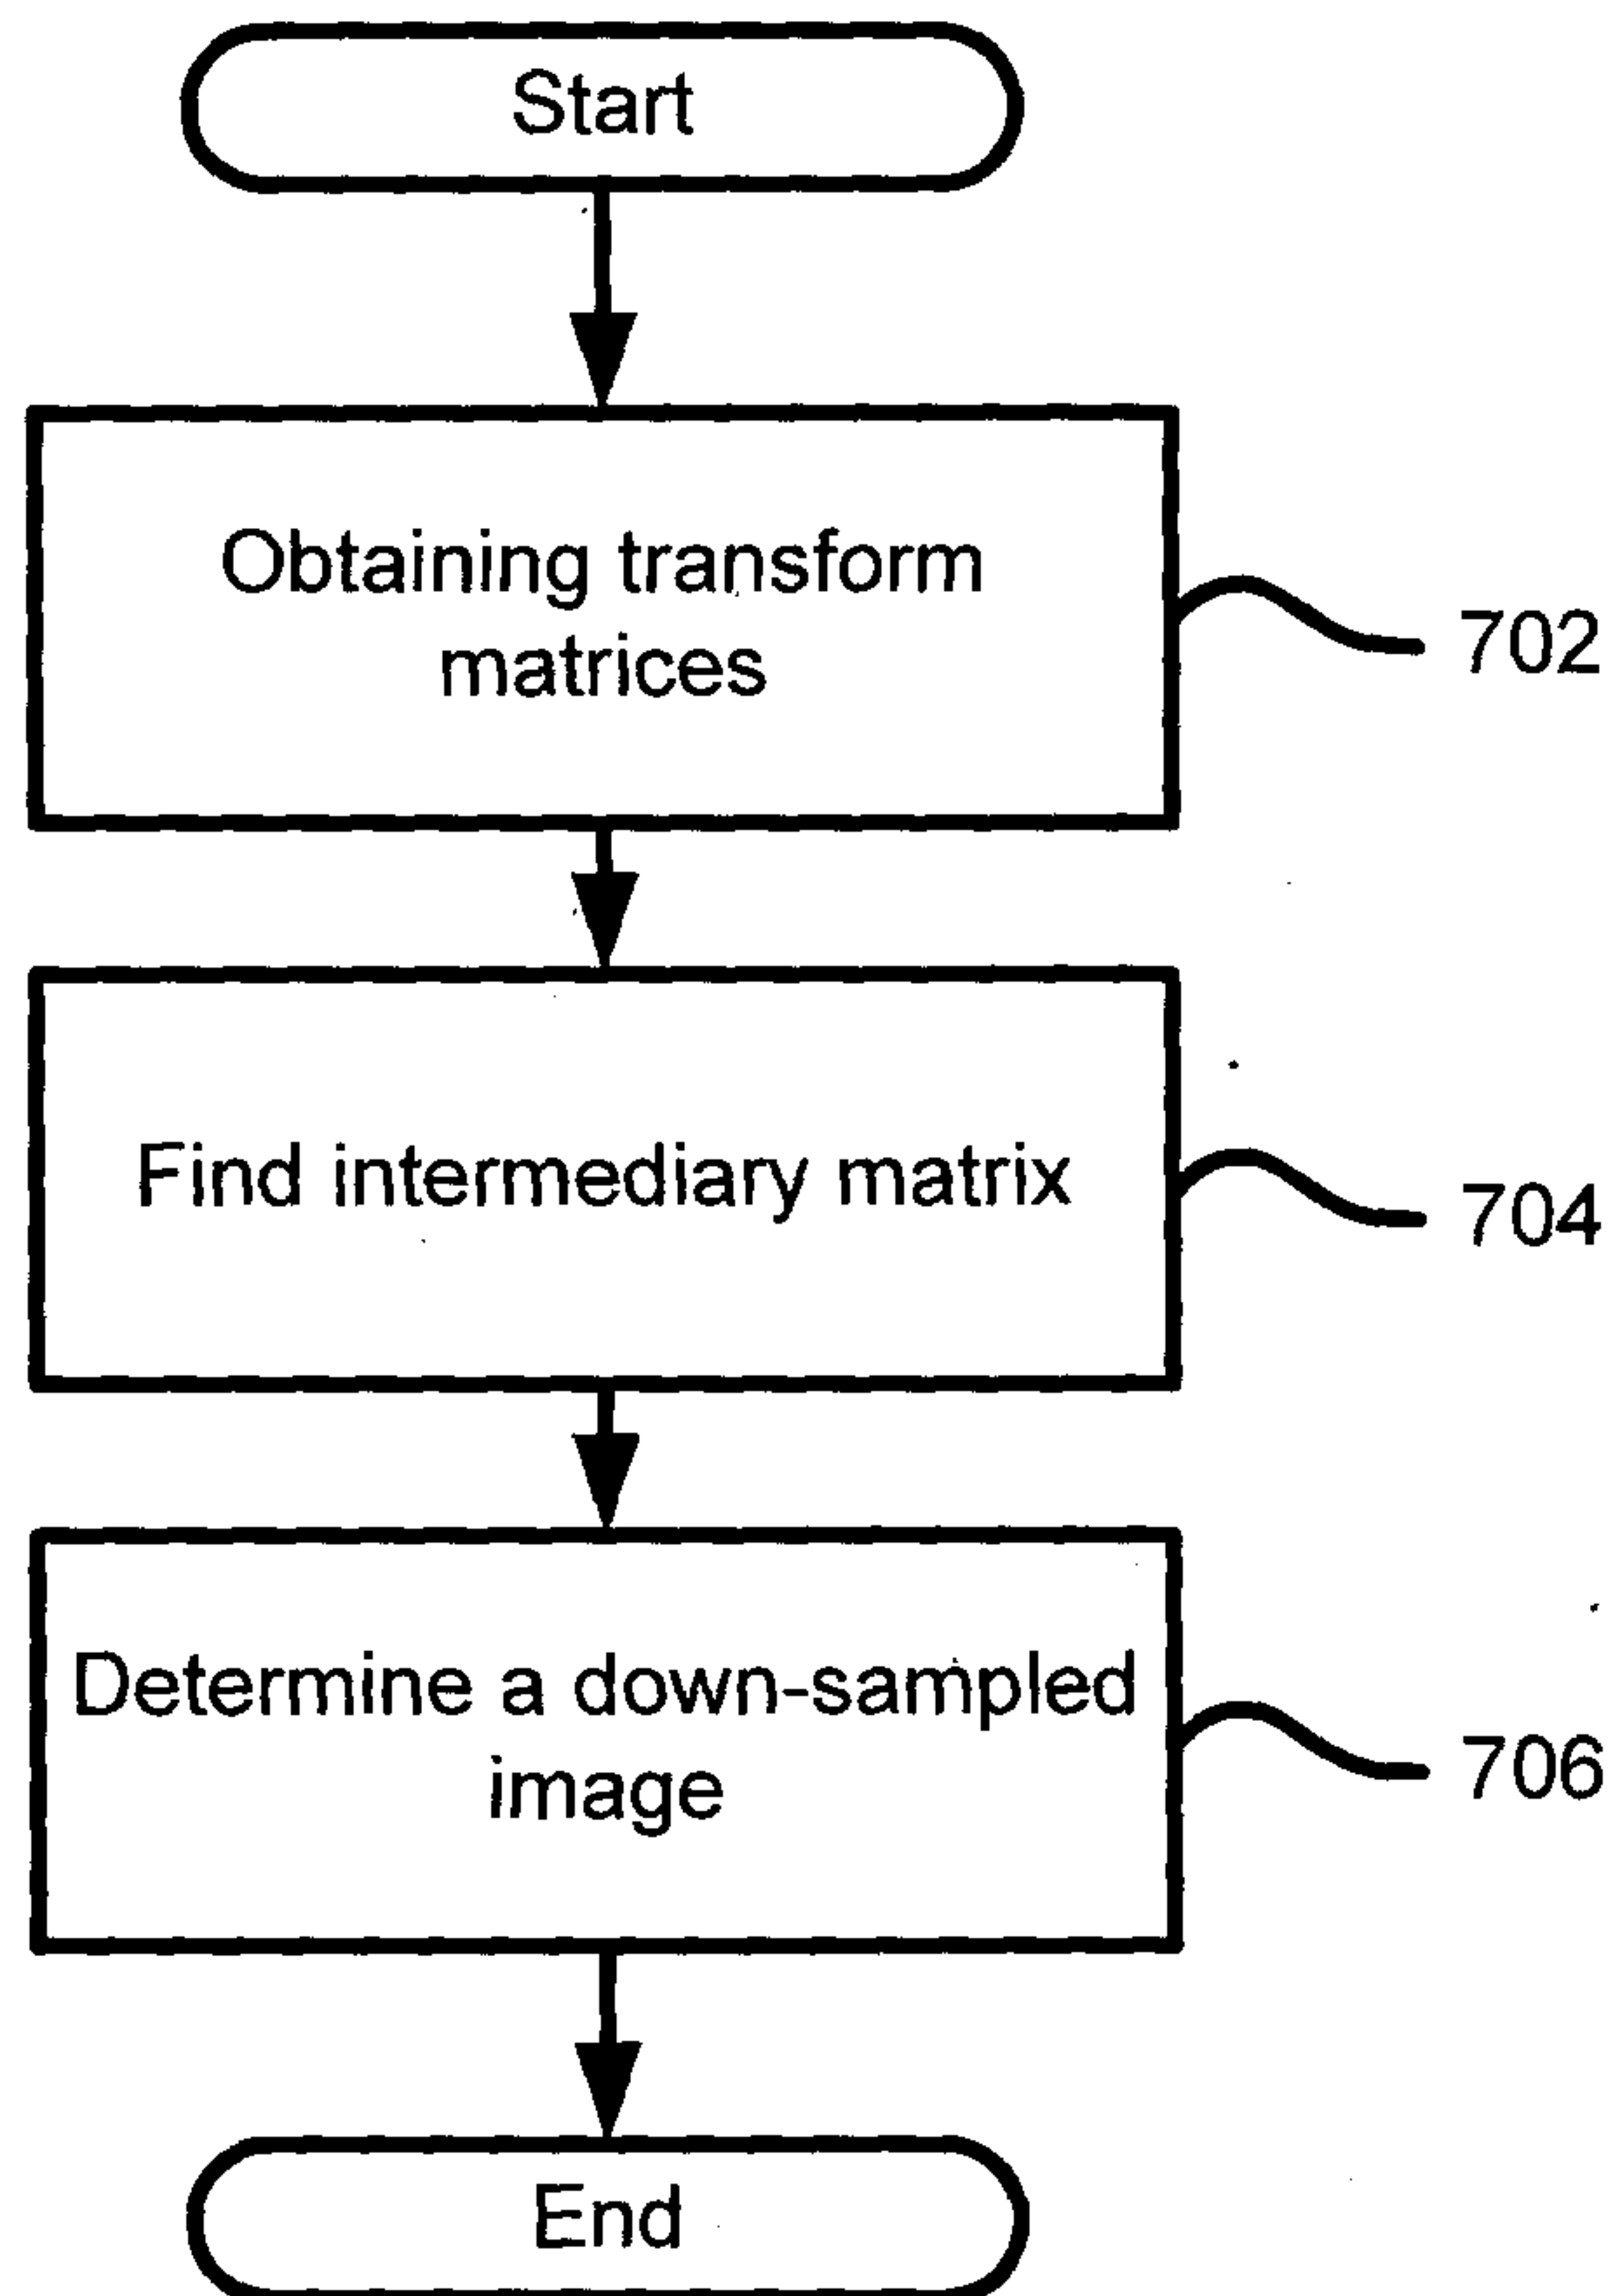 Start
Obtaining transform
matrices
702
Find intermediary matrix
704
Determine a down-sampled
image
706
End